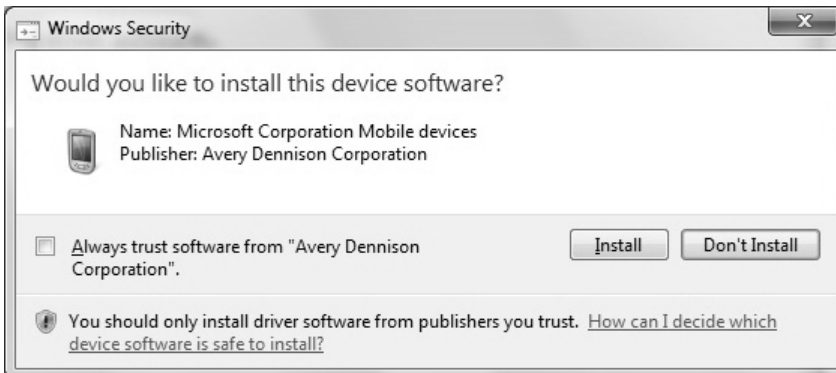 Windows Security
Would you like to install this device software?
Name: Microsoft Corporation Mobile devices
Publisher: Avery Dennison Corporation
Always trust software from "Avery Dennison
Corporation".
Install
Don't Install
You should only install driver software from publishers you trust. How can I decide which
device software is safe to install?